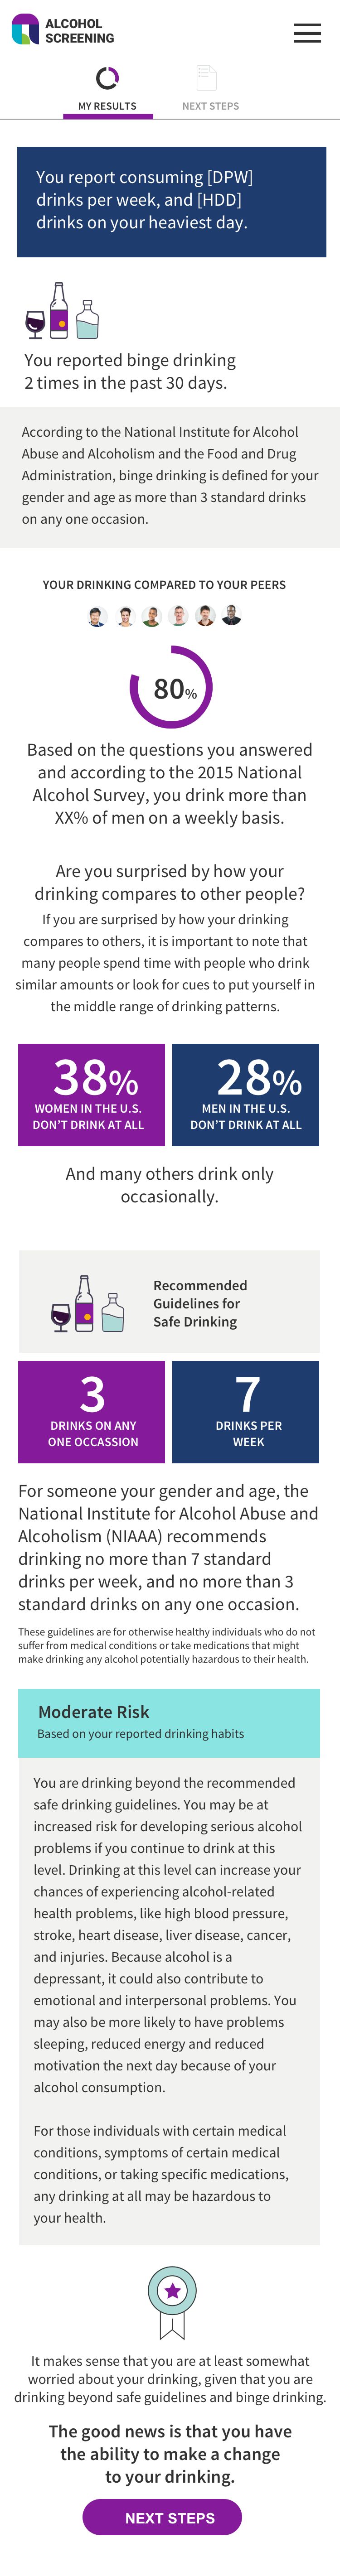 ALCOHOL
SCREENING
MY RESULTS
NEXT STEPS
You report consuming [DPW]
drinks per week, and [HDD]
drinks on your heaviest day.
You reported binge drinking
2 times in the past 30 days.
According to the National Institute for Alcohol
Abuse and Alcoholism and the Food and Drug
Administration, binge drinking is defined for your
gender and age as more than 3 standard drinks
on any one occasion.
YOUR DRINKING COMPARED TO YOUR PEERS
80%
Based on the questions you answered
and according to the 2015 National
Alcohol Survey, you drink more than
XX% of men on a weekly basis.
Are you surprised by how your
drinking compares to other people?
If you are surprised by how your drinking
compares to others, it is important to note that
many people spend time with people who drink
similar amounts or look for cues to put yourself in
the middle range of drinking patterns.
38%
WOMEN IN THE U.S.
DON'T DRINK AT ALL
28%
MEN IN THE U.S.
DON'T DRINK AT ALL
And many others drink only
occasionally.
Recommended
Guidelines for
Safe Drinking
3
DRINKS ON ANY
ONE OCCASSION
7
DRINKS PER
WEEK
For someone your gender and age, the
National Institute for Alcohol Abuse and
Alcoholism (NIAAA) recommends
drinking no more than 7 standard
drinks per week, and no more than 3
standard drinks on any one occasion.
These guidelines are for otherwise healthy individuals who do not
suffer from medical conditions or take medications that might
make drinking any alcohol potentially hazardous to their health.
Moderate Risk
Based on your reported drinking habits
You are drinking beyond the recommended
safe drinking guidelines. You may be at
increased risk for developing serious alcohol
problems if you continue to drink at this
level. Drinking at this level can increase your
chances of experiencing alcohol-related
health problems, like high blood pressure,
stroke, heart disease, liver disease, cancer,
and injuries. Because alcohol is a
depressant, it could also contribute to
emotional and interpersonal problems. You
may also be more likely to have problems
sleeping, reduced energy and reduced
motivation the next day because of your
alcohol consumption.
For those individuals with certain medical
conditions, symptoms of certain medical
conditions, or taking specific medications,
any drinking at all may be hazardous to
your health.
It makes sense that you are at least somewhat
worried about your drinking, given that you are
drinking beyond safe guidelines and binge drinking.
The good news is that you have
the ability to make a change
to your drinking.
NEXT STEPS